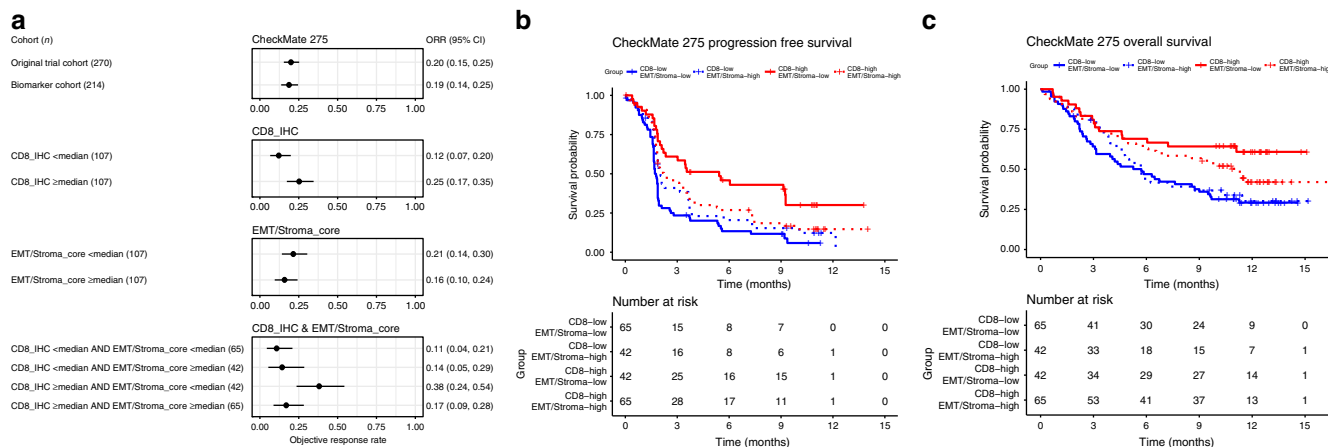 a
Cohort (n)
CheckMate 275
ORR (95% CI)
Original trial cohort (270)
0.20 (0.15, 0.25)
Biomarker cohort (214)
0.19 (0.14, 0.25)
0.00 0.25 0.50 0.75 1.00
CD8_IHC
CD8_IHC <median (107)
0.12 (0.07, 0.20)
CD8_IHC ≥median (107)
0.25 (0.17, 0.35)
0.00 0.25 0.50 0.75 1.00
EMT/Stroma_core
EMT/Stroma_core <median (107)
0.21 (0.14, 0.30)
EMT/Stroma_core ≥median (107)
0.16 (0.10, 0.24)
0.00 0.25 0.50 0.75 1.00
CD8_IHC & EMT/Stroma_core
CD8_IHC <median AND EMT/Stroma_core <median (65)
0.11 (0.04, 0.21)
CD8_IHC <median AND EMT/Stroma_core ≥median (42)
0.14 (0.05, 0.29)
CD8_IHC ≥median AND EMT/Stroma_core <median (42)
0.38 (0.24, 0.54)
CD8_IHC ≥median AND EMT/Stroma_core ≥median (65)
0.17 (0.09, 0.28)
0.00 0.25 0.50 0.75 1.00
Objective response rate
b
CheckMate 275 progression free survival
Group
CD8–low
EMT/Stroma–low
CD8–low
EMT/Stroma–high
CD8–high
EMT/Stroma–low
CD8–high
EMT/Stroma–high
Survival probability
1.00
0.75
0.50
0.25
0.00
0 3 6 9 12 15
Time (months)
Number at risk
Group
CD8–low
EMT/Stroma–low
65 15 8 7 0 0
CD8–low
EMT/Stroma–high
42 16 8 6 1 0
CD8–high
EMT/Stroma–low
42 25 16 15 1 0
CD8–high
EMT/Stroma–high
65 28 17 11 1 0
0 3 6 9 12 15
Time (months)
c
CheckMate 275 overall survival
Group
CD8–low
EMT/Stroma–low
CD8–low
EMT/Stroma–high
CD8–high
EMT/Stroma–low
CD8–high
EMT/Stroma–high
Survival probability
1.00
0.75
0.50
0.25
0.00
0 3 6 9 12 15
Time (months)
Number at risk
Group
CD8–low
EMT/Stroma–low
65 41 30 24 9 0
CD8–low
EMT/Stroma–high
42 33 18 15 7 1
CD8–high
EMT/Stroma–low
42 34 29 27 14 1
CD8–high
EMT/Stroma–high
65 53 41 37 13 1
0 3 6 9 12 15
Time (months)